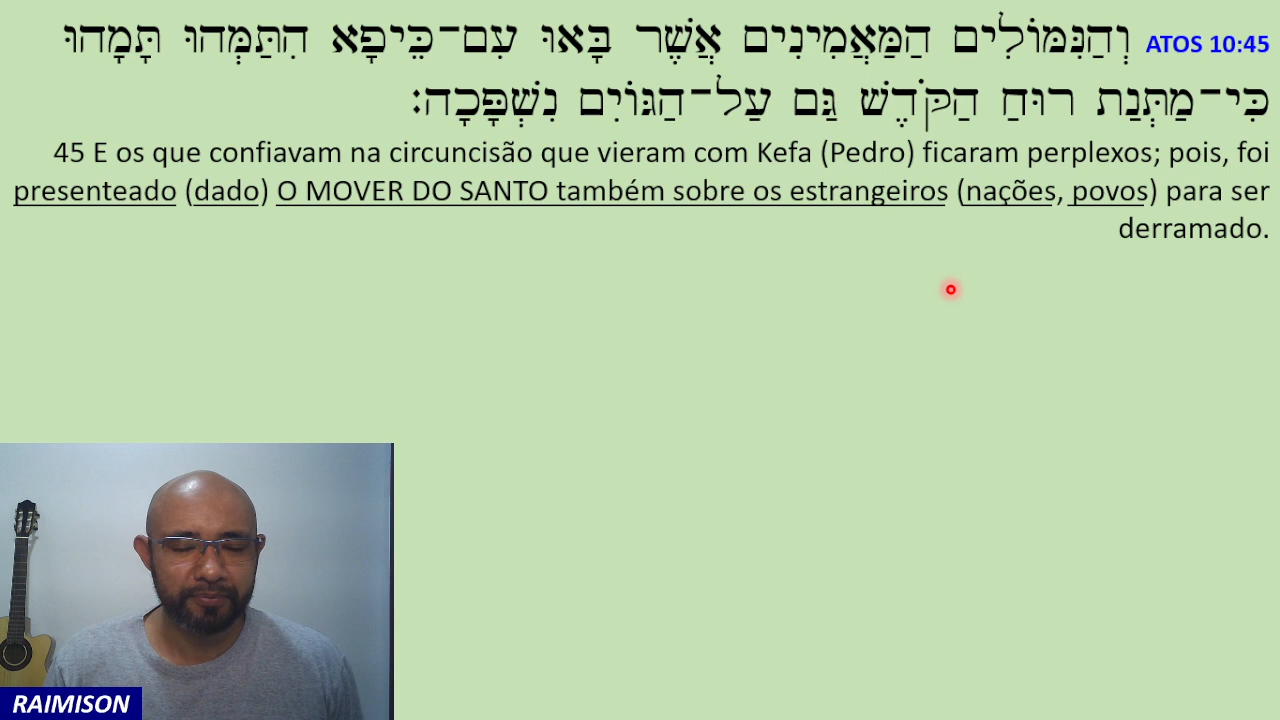 ATOS 10:45 וְהַנִּמּוֹלִים הַמַּאֲמִינִים אֲשֶׁר בָּאוּ עִם־כֵּיפָא הִתַּמְּהוּ תָּמָהוּ
כִּי־מַתְּנַת רוּחַ הַקֹּדֶשׁ גַּם עַל־הַגּוֹיִם נִשְׁפָּכָה׃
45 E os que confiavam na circuncisão que vieram com Kefa (Pedro) ficaram perplexos; pois, foi
presenteado (dado) O MOVER DO SANTO também sobre os estrangeiros (nações, povos) para ser
derramado.
RAIMISON